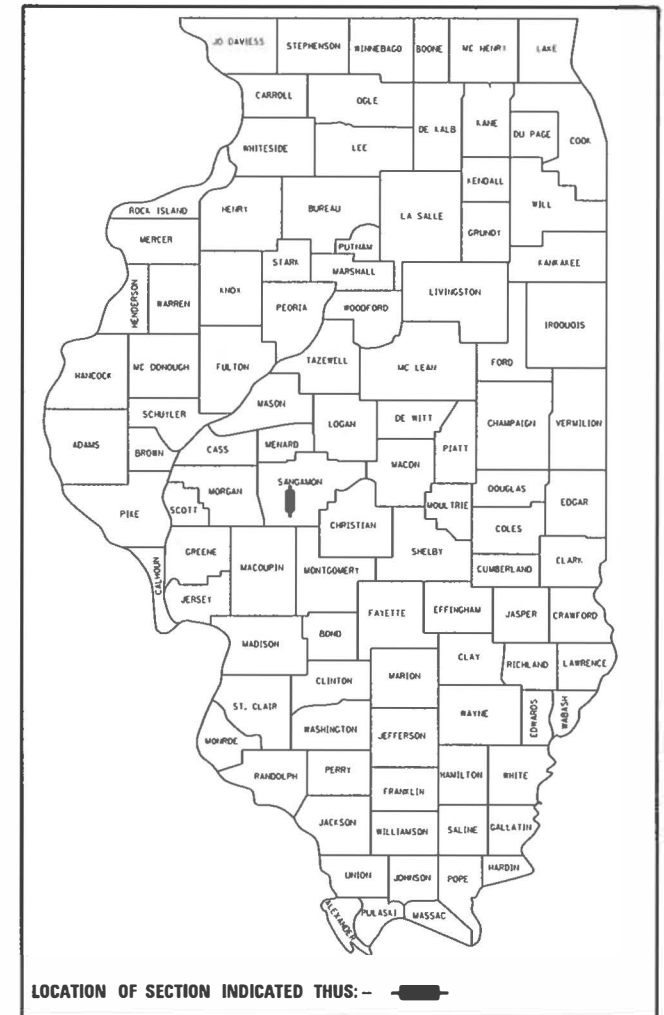 JO DAVIESS
STEPHENSON
WINNEBAGO
BOONE
MC HENRY
LAKE
CARROLL
OGLE
DE KALB
KANE
DU PAGE
COOK
WHITESIDE
LEE
KENDALL
WILL
ROCK ISLAND
HENRY
BUREAU
LA SALLE
GRUNDY
MERCER
PUTNAM
KANKAKEE
STARK
MARSHALL
HENDERSON
WARREN
KNOX
PEORIA
WOODFORD
LIVINGSTON
IROQUOIS
HANCOCK
MC DONOUGH
FULTON
TAZEWELL
MC LEAN
FORD
MASON
SCHUYLER
LOGAN
DE WITT
CHAMPAIGN
VERMILION
ADAMS
BROWN
CASS
MENARD
PIATT
MACON
SANGAMON
MORGAN
DOUGLAS
EDGAR
PIKE
SCOTT
MOULTRIE
CHRISTIAN
COLES
GREENE
MACOUPIN
MONTGOMERY
SHELBY
CUMBERLAND
CLARK
CALHOUN
JERSEY
FAYETTE
EFFINGHAM
JASPER
CRAWFORD
MADISON
BOND
CLAY
RICHLAND
LAWRENCE
CLINTON
MARION
ST. CLAIR
WAYNE
EDWARDS
WABASH
WASHINGTON
JEFFERSON
MONROE
RANDOLPH
PERRY
HAMILTON
WHITE
FRANKLIN
JACKSON
WILLIAMSON
SALINE
GALLATIN
UNION
JOHNSON
POPE
HARDIN
ALEXANDER
PULASKI
MASSAC
LOCATION OF SECTION INDICATED THUS: -